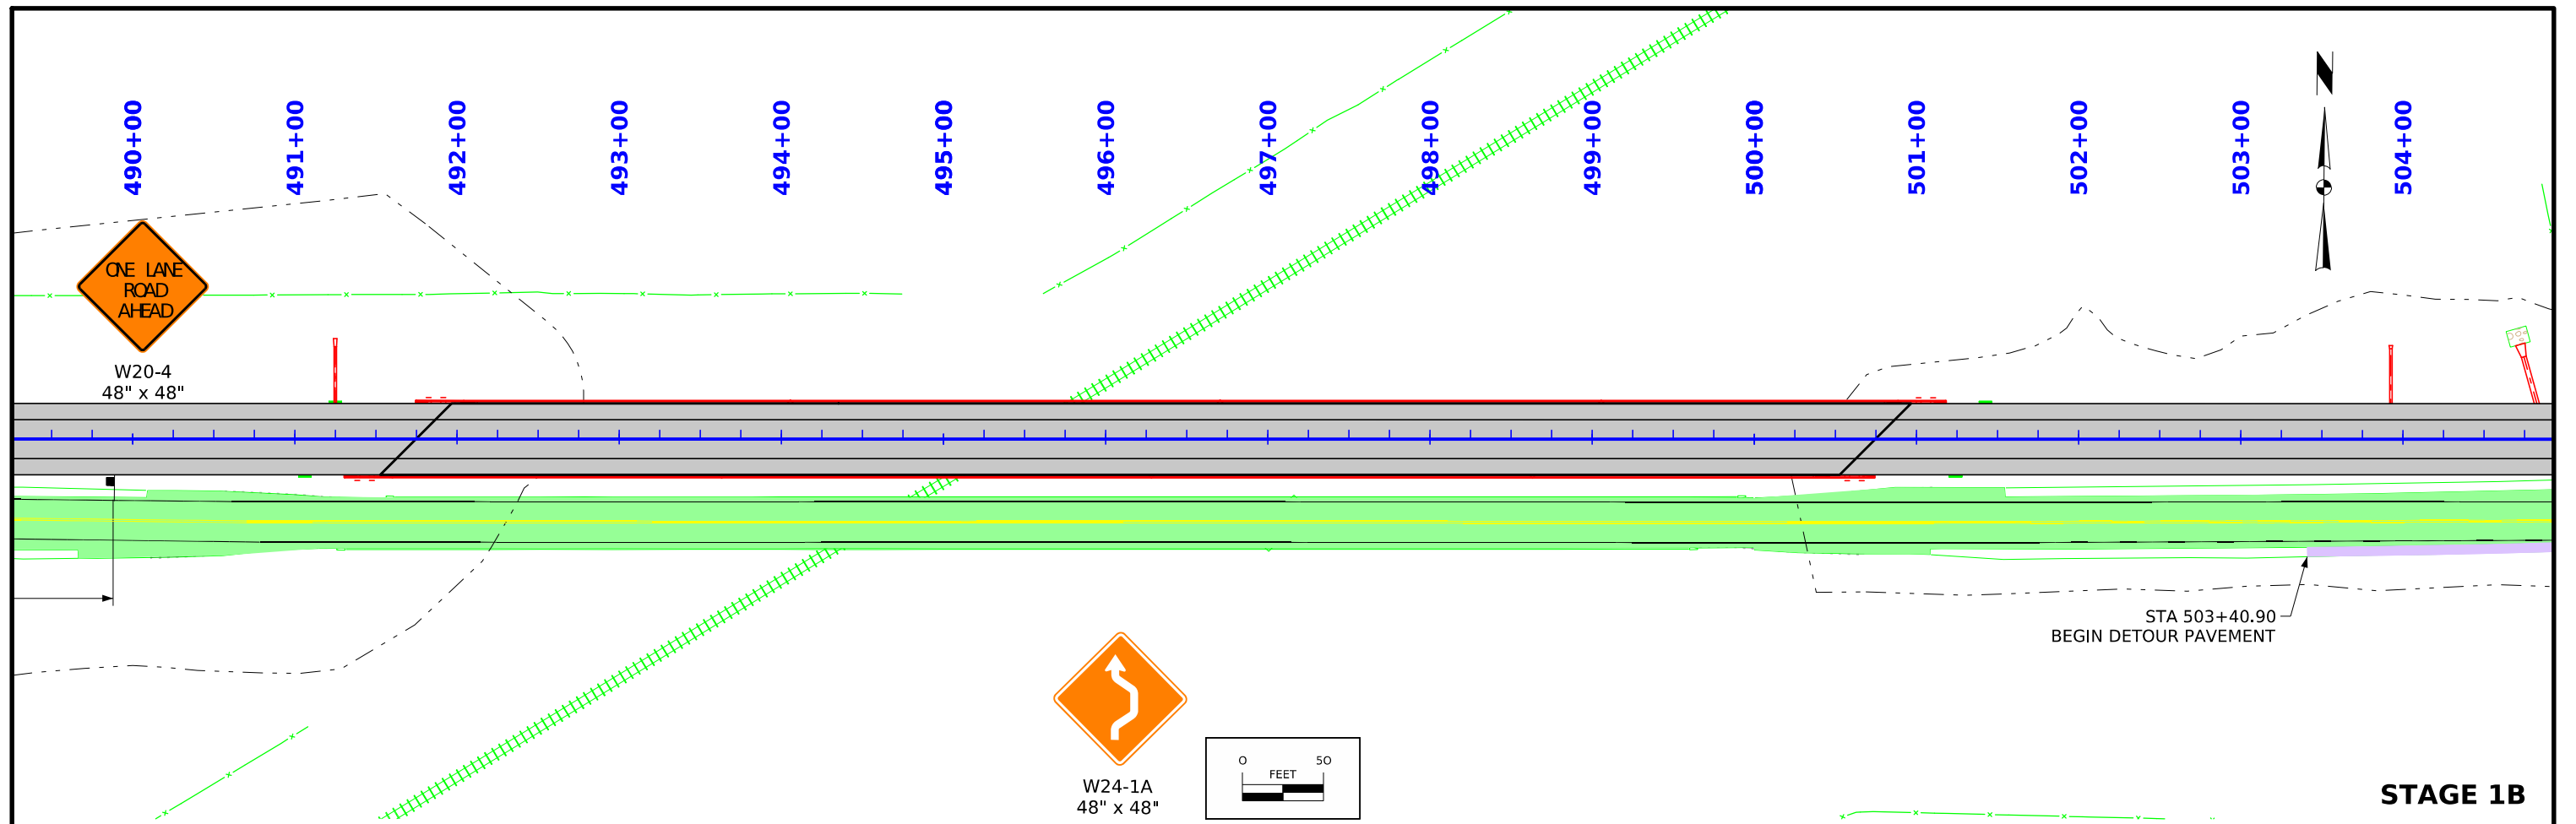 490+00
491+00
492+00
493+00
494+00
495+00
496+00
497+00
498+00
499+00
500+00
501+00
502+00
503+00
504+00
N
ONE LANE
ROAD
AHEAD
W20-4
48" x 48"
STA 503+40.90
BEGIN DETOUR PAVEMENT
W24-1A
48" x 48"
0 50
FEET
STAGE 1B